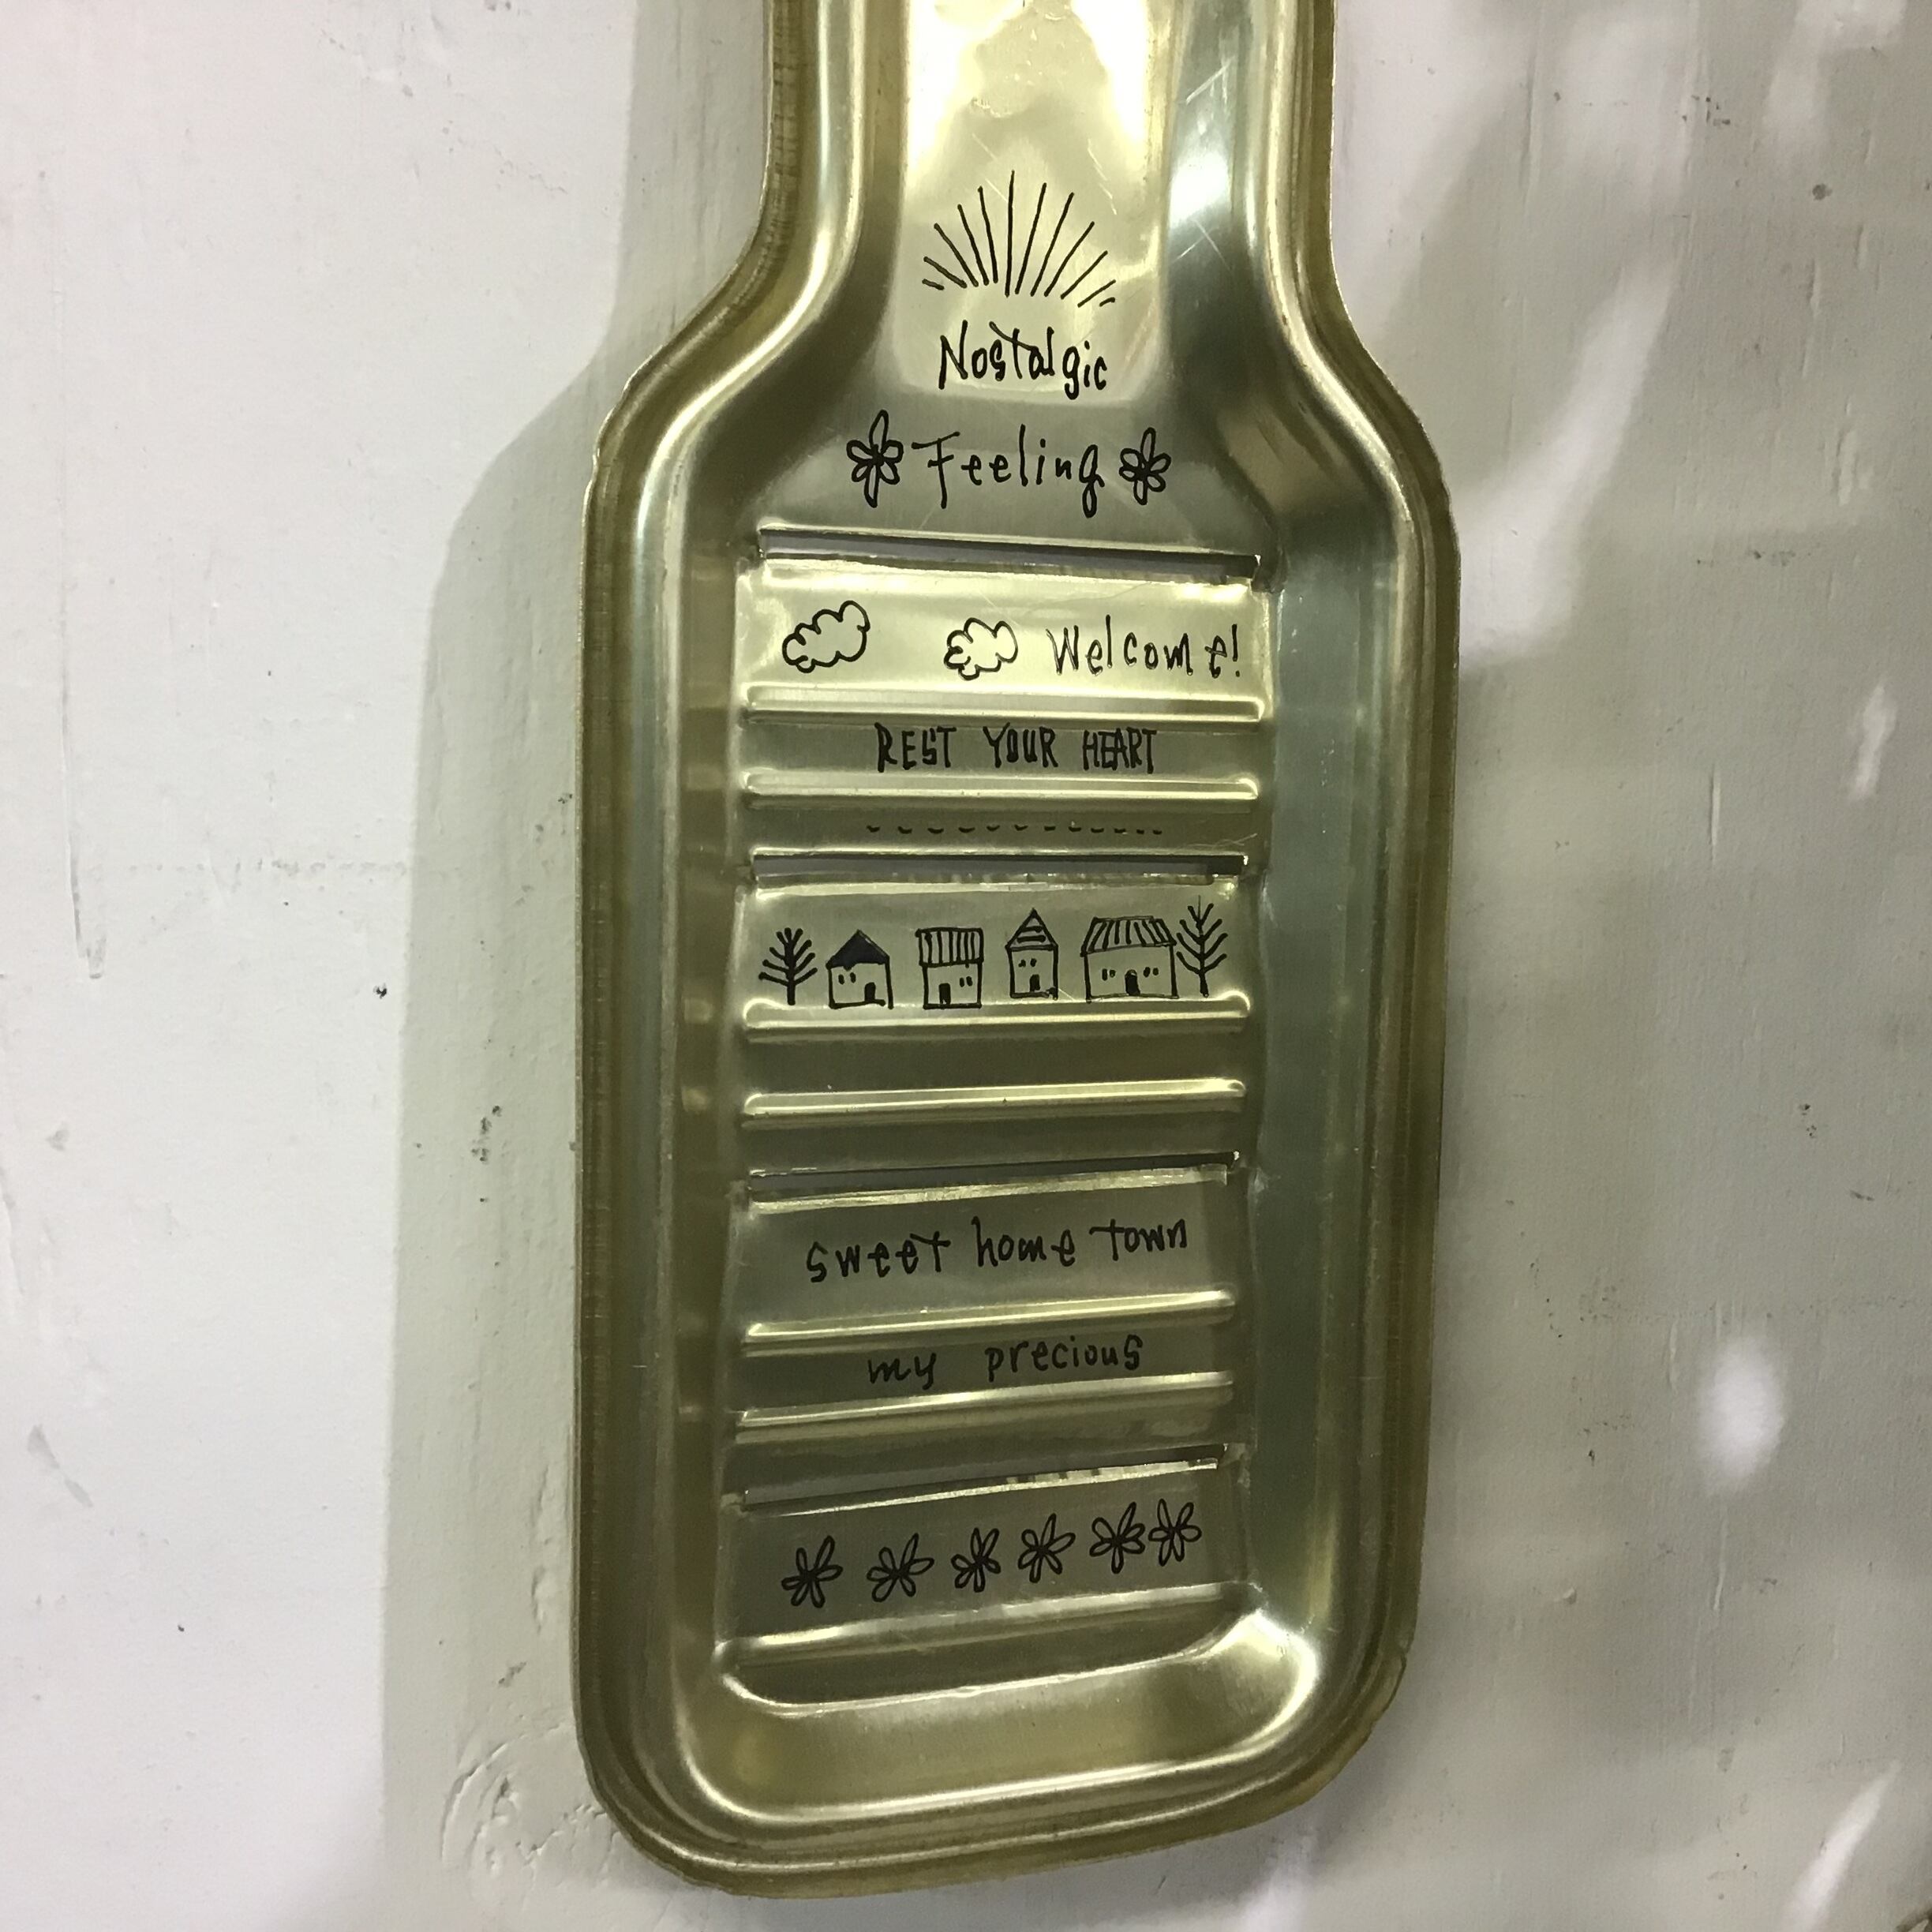 Nostalgic
Feeling
Welcome!
REST YOUR HEART
sweet home town
my precious